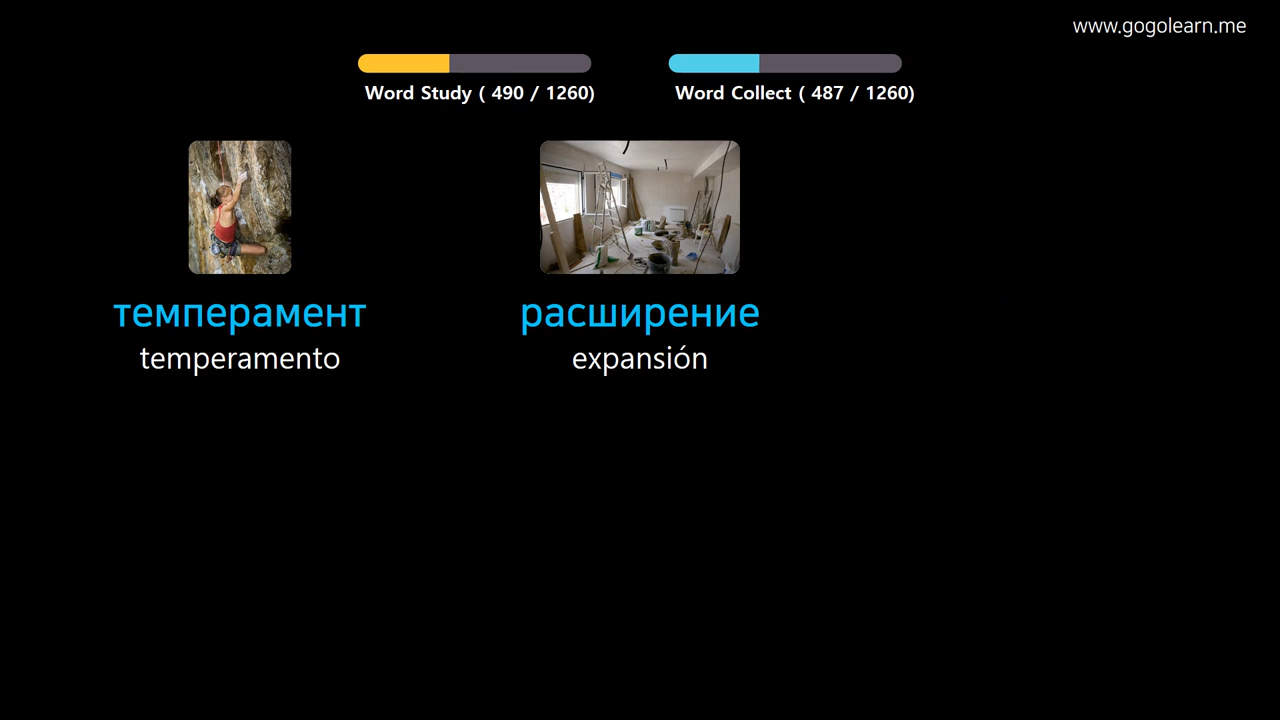 www.gogolearn.me
Word Study ( 490 / 1260)
Word Collect ( 487 / 1260)
темперамент
temperamento
расширение
expansión